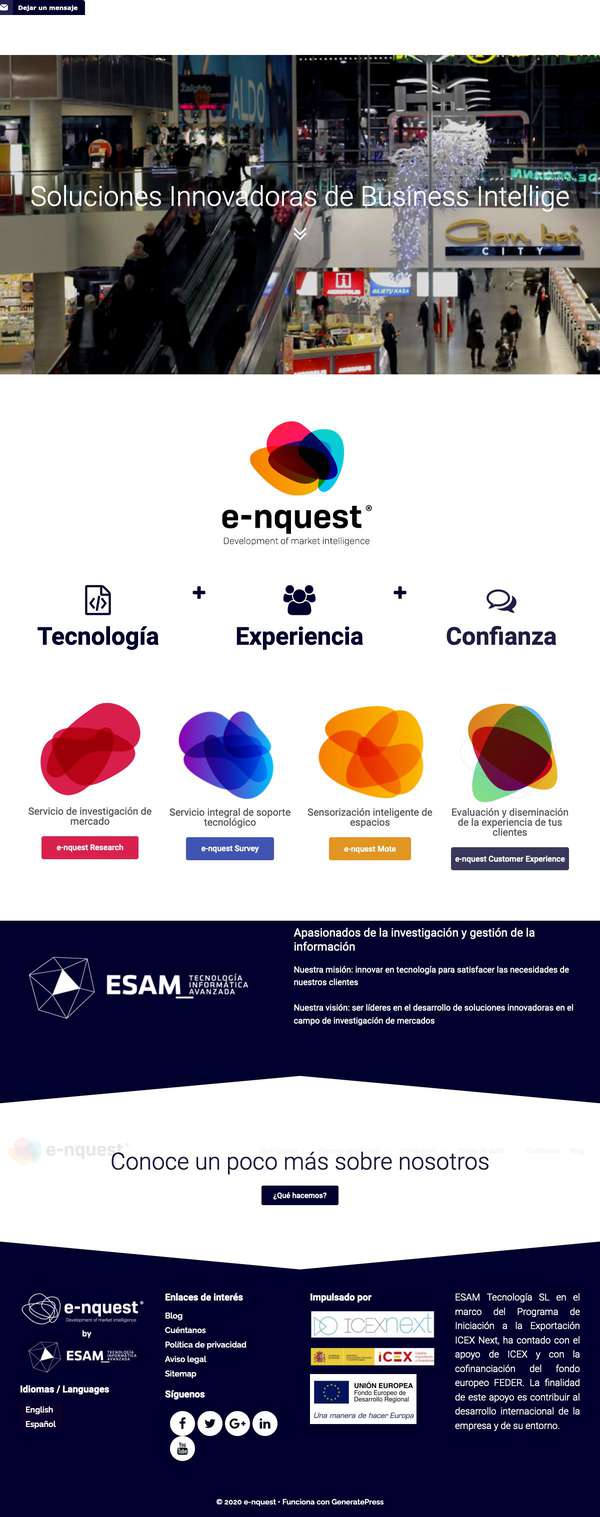 Dejar un mensaje
ALDO
Soluciones Innovadoras de Business Intellige
Gan bei
CITY
e-nquest®
Development of market intelligence
Tecnología
+
Experiencia
+
Confianza
Servicio de investigación de
mercado
e-nquest Research
Servicio integral de soporte
tecnológico
e-nquest Survey
Sensorización inteligente de
espacios
e-nquest Mote
Evaluación y diseminación
de la experiencia de tus
clientes
e-nquest Customer Experience
ESAM_
TECNOLOGÍA
INFORMÁTICA
AVANZADA
Apasionados de la investigación y gestión de la
información
Nuestra misión: innovar en tecnología para satisfacer las necesidades de
nuestros clientes
Nuestra visión: ser líderes en el desarrollo de soluciones innovadoras en el
campo de investigación de mercados
e-nquest
Conoce un poco más sobre nosotros
¿Qué hacemos?
e-nquest®
Development of market intelligence
by
ESAM_
TECNOLOGÍA
INFORMÁTICA
AVANZADA
Idiomas / Languages
English
Español
Enlaces de interés
Blog
Cuéntanos
Política de privacidad
Aviso legal
Sitemap
Síguenos
You
Tube
Impulsado por
ICEXnext
ICEX
UNIÓN EUROPEA
Fondo Europeo de
Desarrollo Regional
Una manera de hacer Europa
ESAM Tecnología SL en el
marco del Programa de
Iniciación a la Exportación
ICEX Next, ha contado con el
apoyo de ICEX y con la
cofinanciación del fondo
europeo FEDER. La finalidad
de este apoyo es contribuir al
desarrollo internacional de la
empresa y de su entorno.
© 2020 e-nquest • Funciona con GeneratePress